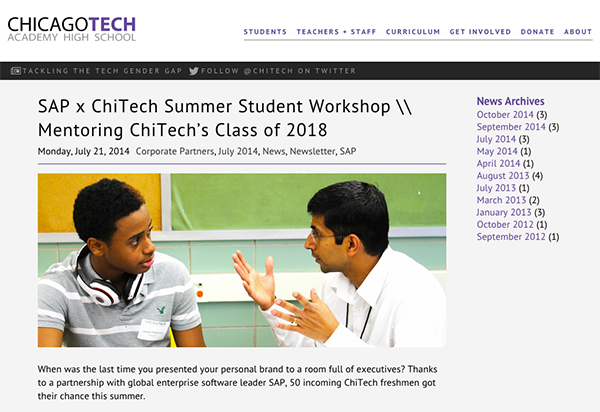 CHICAGOTECH
ACADEMY HIGH SCHOOL
STUDENTS TEACHERS + STAFF CURRICULUM GET INVOLVED DONATE ABOUT
TACKLING THE TECH GENDER GAP FOLLOW @CHITECH ON TWITTER
SAP x ChiTech Summer Student Workshop \\
Mentoring ChiTech's Class of 2018
Monday, July 21, 2014 Corporate Partners, July 2014, News, Newsletter, SAP
When was the last time you presented your personal brand to a room full of executives? Thanks
to a partnership with global enterprise software leader SAP, 50 incoming ChiTech freshmen got
their chance this summer.
News Archives
October 2014 (3)
September 2014 (3)
July 2014 (3)
May 2014 (1)
April 2014 (1)
August 2013 (4)
July 2013 (1)
March 2013 (2)
January 2013 (3)
October 2012 (1)
September 2012 (1)